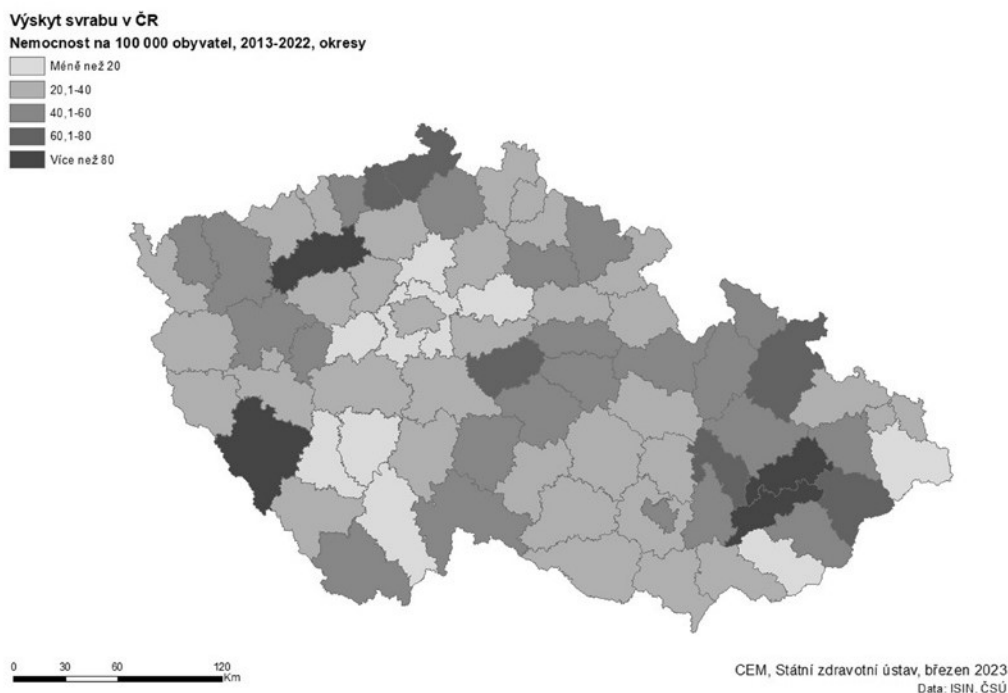 Výskyt svrabu v ČR
Nemocnost na 100 000 obyvatel, 2013-2022, okresy
Méně než 20
20,1-40
40,1-60
60,1-80
Více než 80
0 30 60 120
Km
CEM, Státní zdravotní ústav, březen 2023
Data: ISIN, ČSÚ